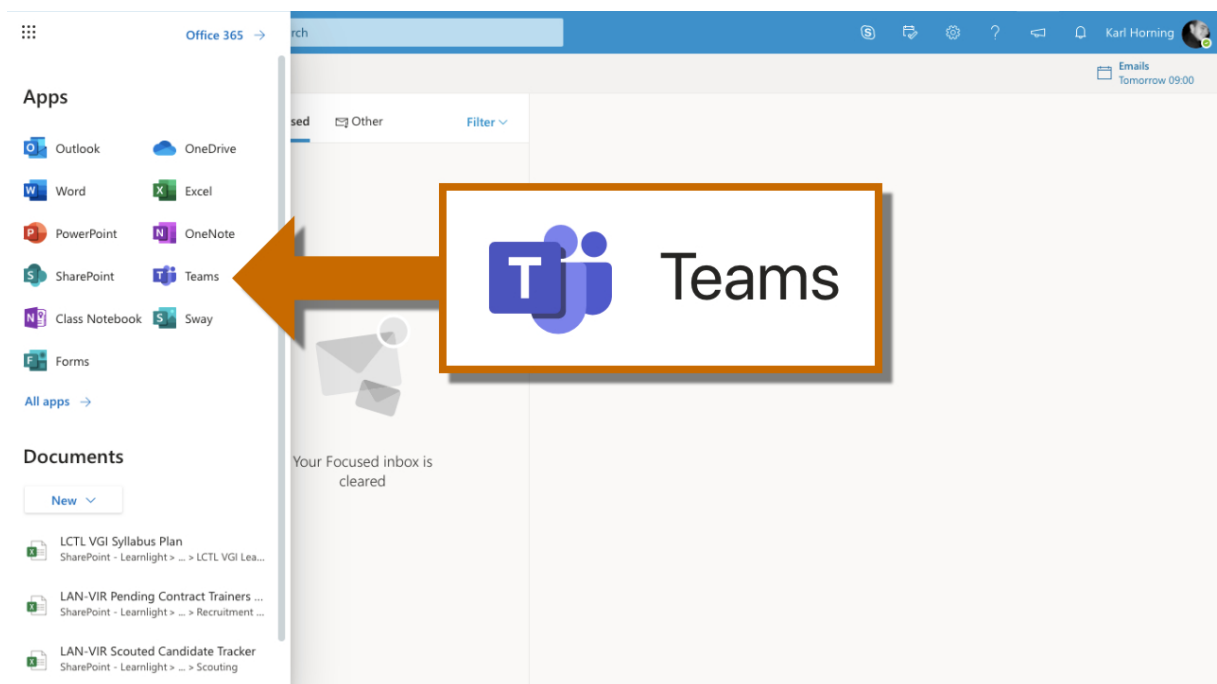 Office 365 →
rch
Karl Horning
Emails
Tomorrow 09:00
Apps
Outlook
OneDrive
Word
Excel
PowerPoint
OneNote
SharePoint
Teams
Class Notebook
Sway
Forms
All apps →
sed
Other
Filter
Teams
Your Focused inbox is
cleared
Documents
New
LCTL VGI Syllabus Plan
SharePoint - Learnlight > ... > LCTL VGI Lea...
LAN-VIR Pending Contract Trainers ...
SharePoint - Learnlight > ... > Recruitment ...
LAN-VIR Scouted Candidate Tracker
SharePoint - Learnlight > ... > Scouting